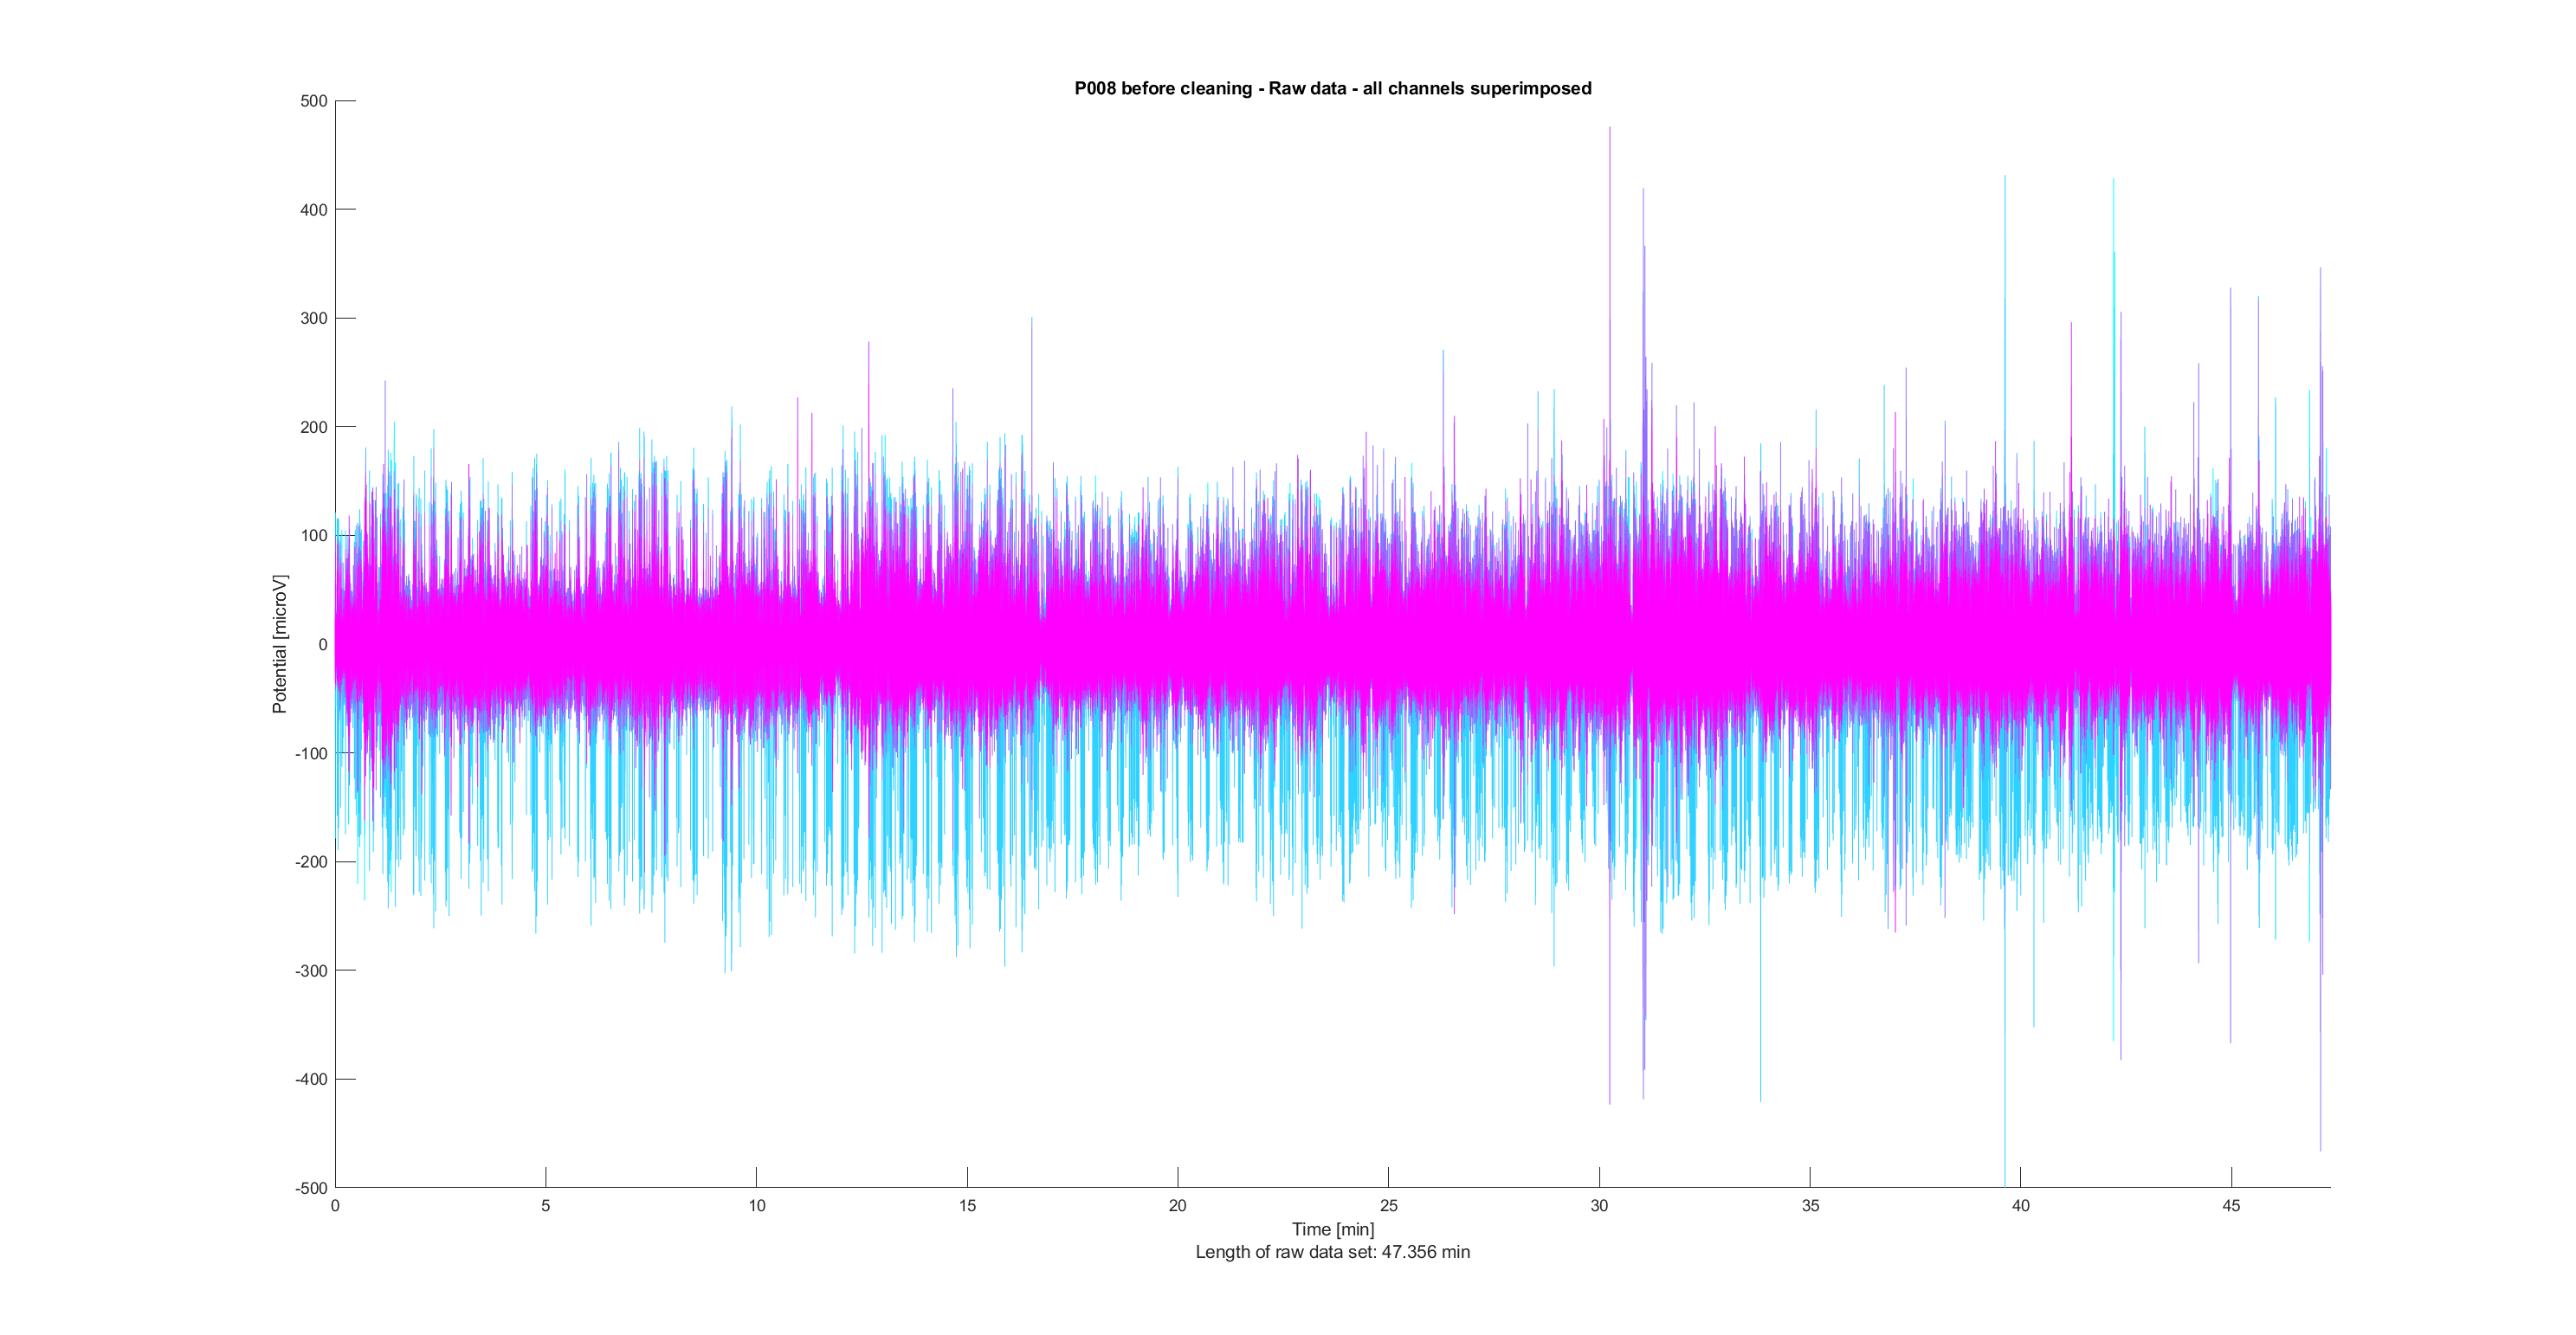 P008 before cleaning - Raw data - all channels superimposed
500
400
300
200
100
0
-100
-200
-300
-400
-500
Potential [microV]
0 5 10 15 20 25 30 35 40 45
Time [min]
Length of raw data set: 47.356 min